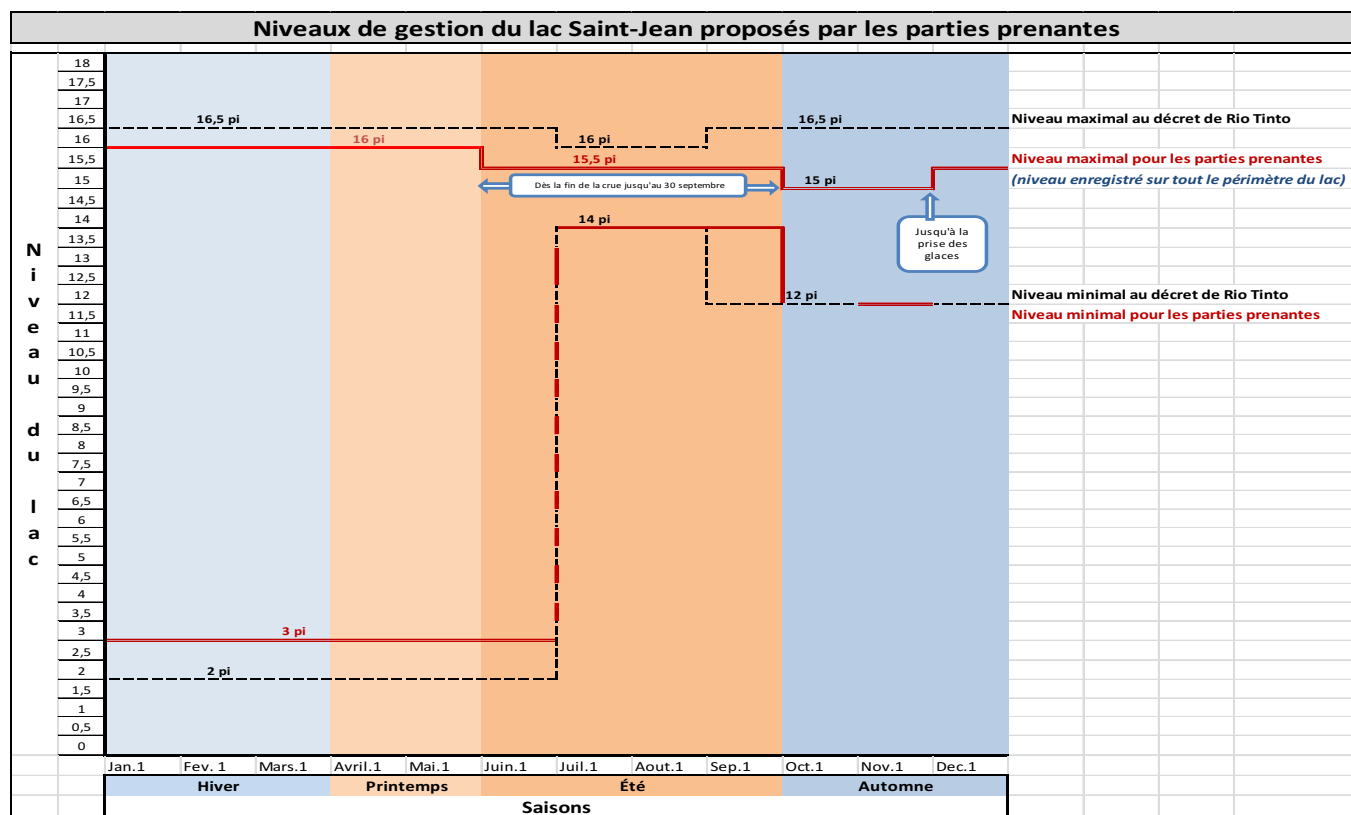 Niveaux de gestion du lac Saint-Jean proposés par les parties prenantes
18
17,5
17
16,5
16
15,5
15
14,5
14
13,5
13
12,5
12
11,5
11
10,5
10
9,5
9
8,5
8
7,5
7
6,5
6
5,5
5
4,5
4
3,5
3
2,5
2
1,5
1
0,5
0
Niveau du lac
16,5 pi
16 pi
16 pi
16,5 pi
Niveau maximal au décret de Rio Tinto
15,5 pi
Niveau maximal pour les parties prenantes
Dès la fin de la crue jusqu'au 30 septembre
15 pi
(niveau enregistré sur tout le périmètre du lac)
14 pi
Jusqu'à la
prise des
glaces
12 pi
Niveau minimal au décret de Rio Tinto
Niveau minimal pour les parties prenantes
3 pi
2 pi
Jan.1 Fev. 1 Mars.1 Avril.1 Mai.1 Juin.1 Juil.1 Aout.1 Sep.1 Oct.1 Nov.1 Dec.1
Hiver Printemps Été Automne
Saisons